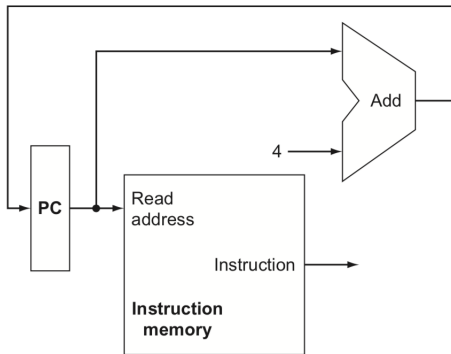 Add
4
PC
Read
address
Instruction
Instruction
memory